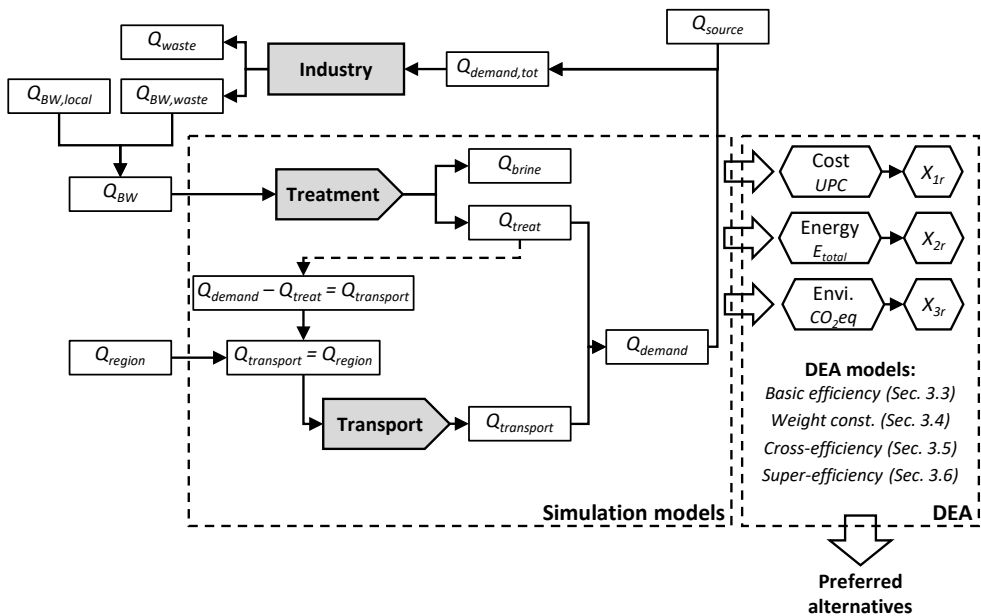 Q_source
Q_waste
Industry
Q_demand,tot
Q_BW,local
Q_BW,waste
Q_BW
Treatment
Q_brine
Q_treat
Q_demand – Q_treat = Q_transport
Q_region
Q_transport = Q_region
Q_demand
Transport
Q_transport
Simulation models
Cost
UPC
X_1r
Energy
E_total
X_2r
Envi.
CO_2eq
X_3r
DEA models:
Basic efficiency (Sec. 3.3)
Weight const. (Sec. 3.4)
Cross-efficiency (Sec. 3.5)
Super-efficiency (Sec. 3.6)
DEA
Preferred
alternatives